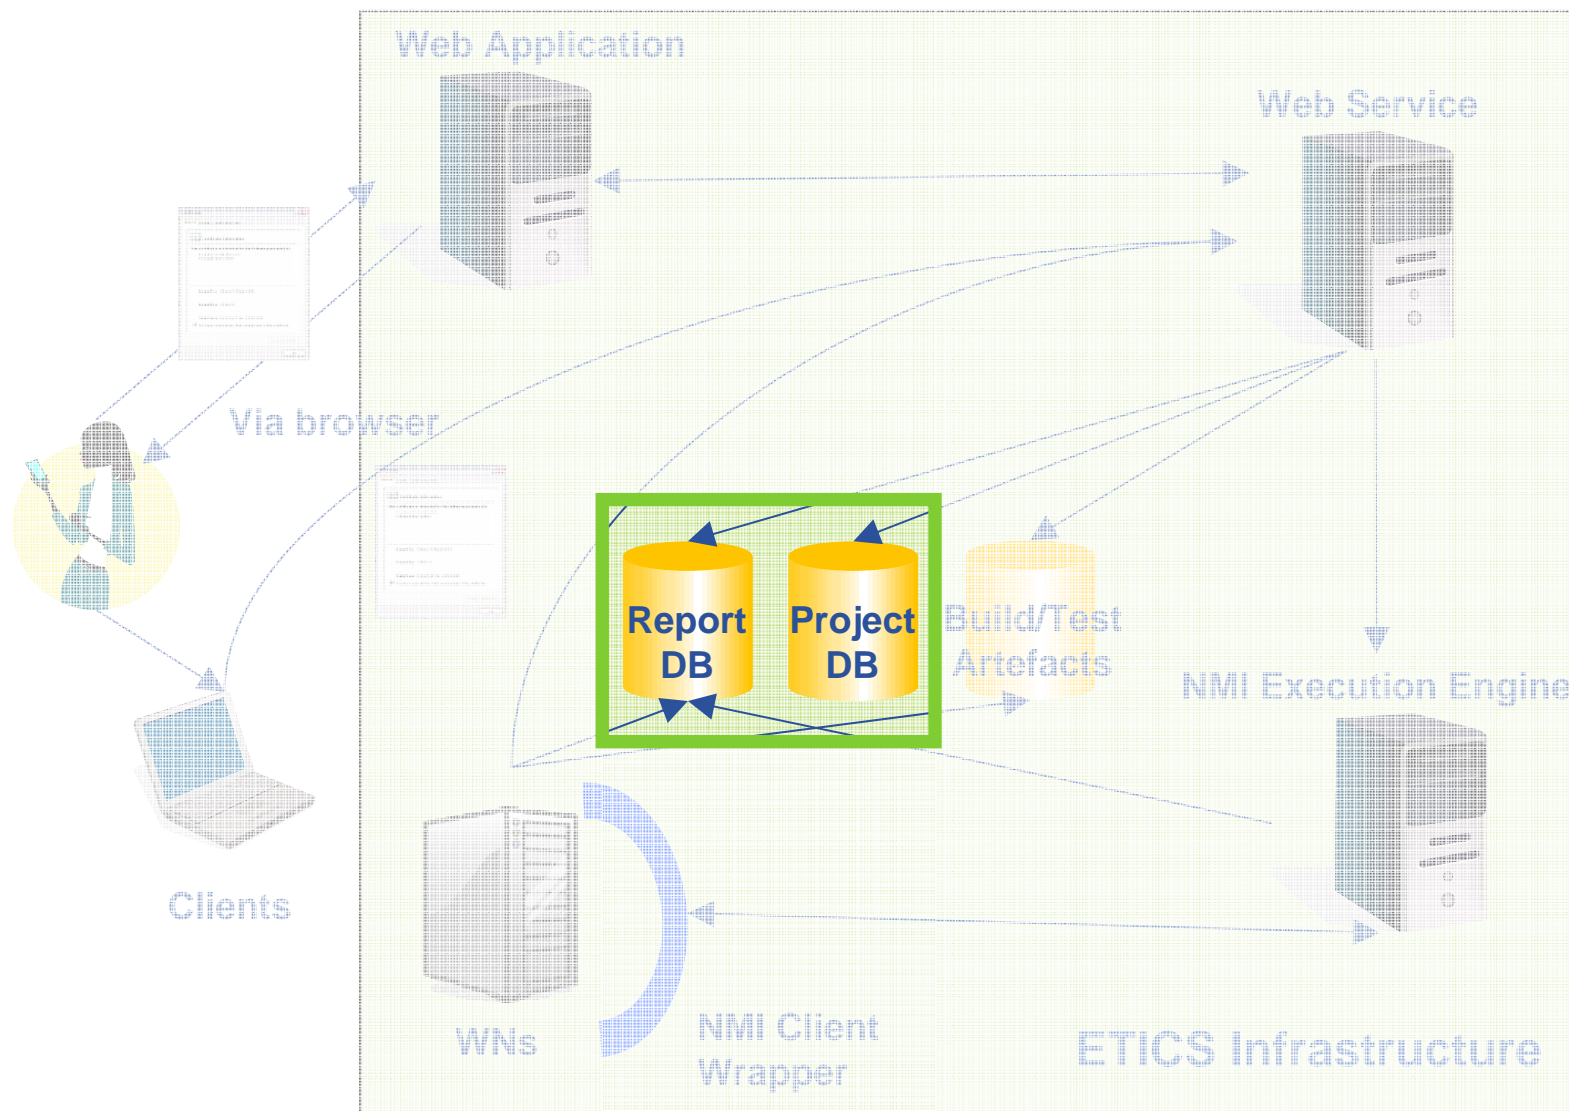 Web Application
Web Service
Via browser
Report
DB
Project
DB
Build/Test
Artefacts
NMI Execution Engine
Clients
WNs
NMI Client
Wrapper
ETICS Infrastructure